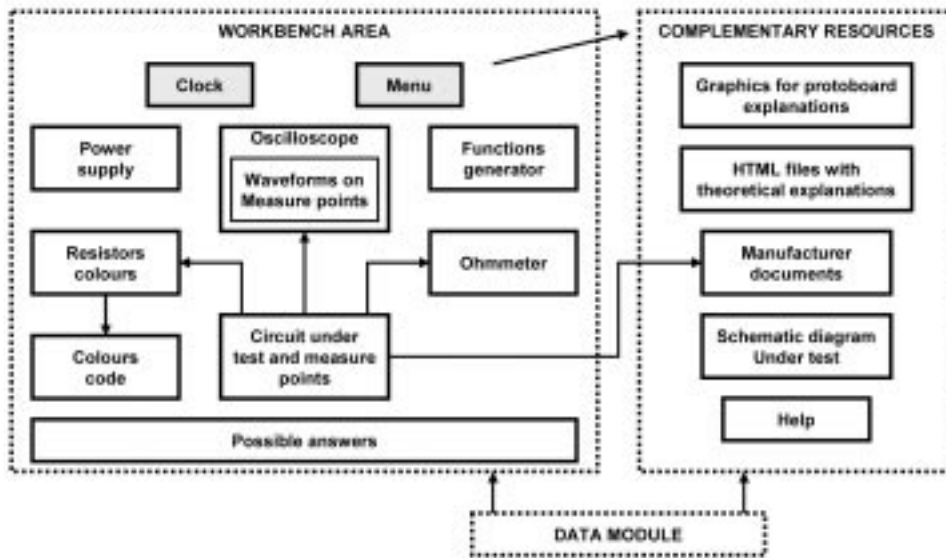 WORKBENCH AREA
Clock
Menu
Power
supply
Oscilloscope
Waveforms on
Measure points
Functions
generator
Resistors
colours
Ohmmeter
Colours
code
Circuit under
test and measure
points
Possible answers
COMPLEMENTARY RESOURCES
Graphics for protoboard
explanations
HTML files with
theoretical explanations
Manufacturer
documents
Schematic diagram
Under test
Help
DATA MODULE